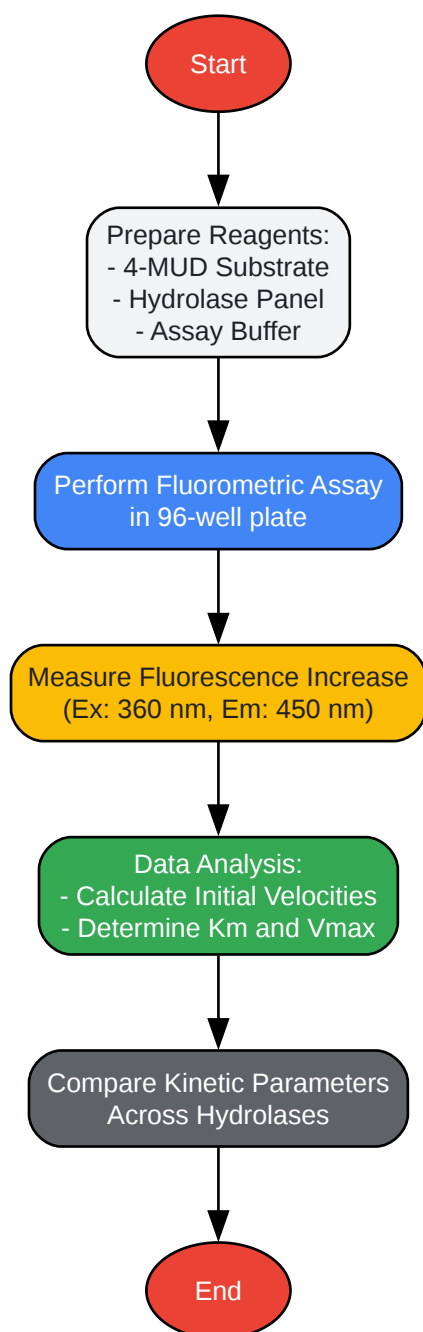 Start
Prepare Reagents:
- 4-MUD Substrate
- Hydrolase Panel
- Assay Buffer
Perform Fluorometric Assay
in 96-well plate
Measure Fluorescence Increase
(Ex: 360 nm, Em: 450 nm)
Data Analysis:
- Calculate Initial Velocities
- Determine Km and Vmax
Compare Kinetic Parameters
Across Hydrolases
End